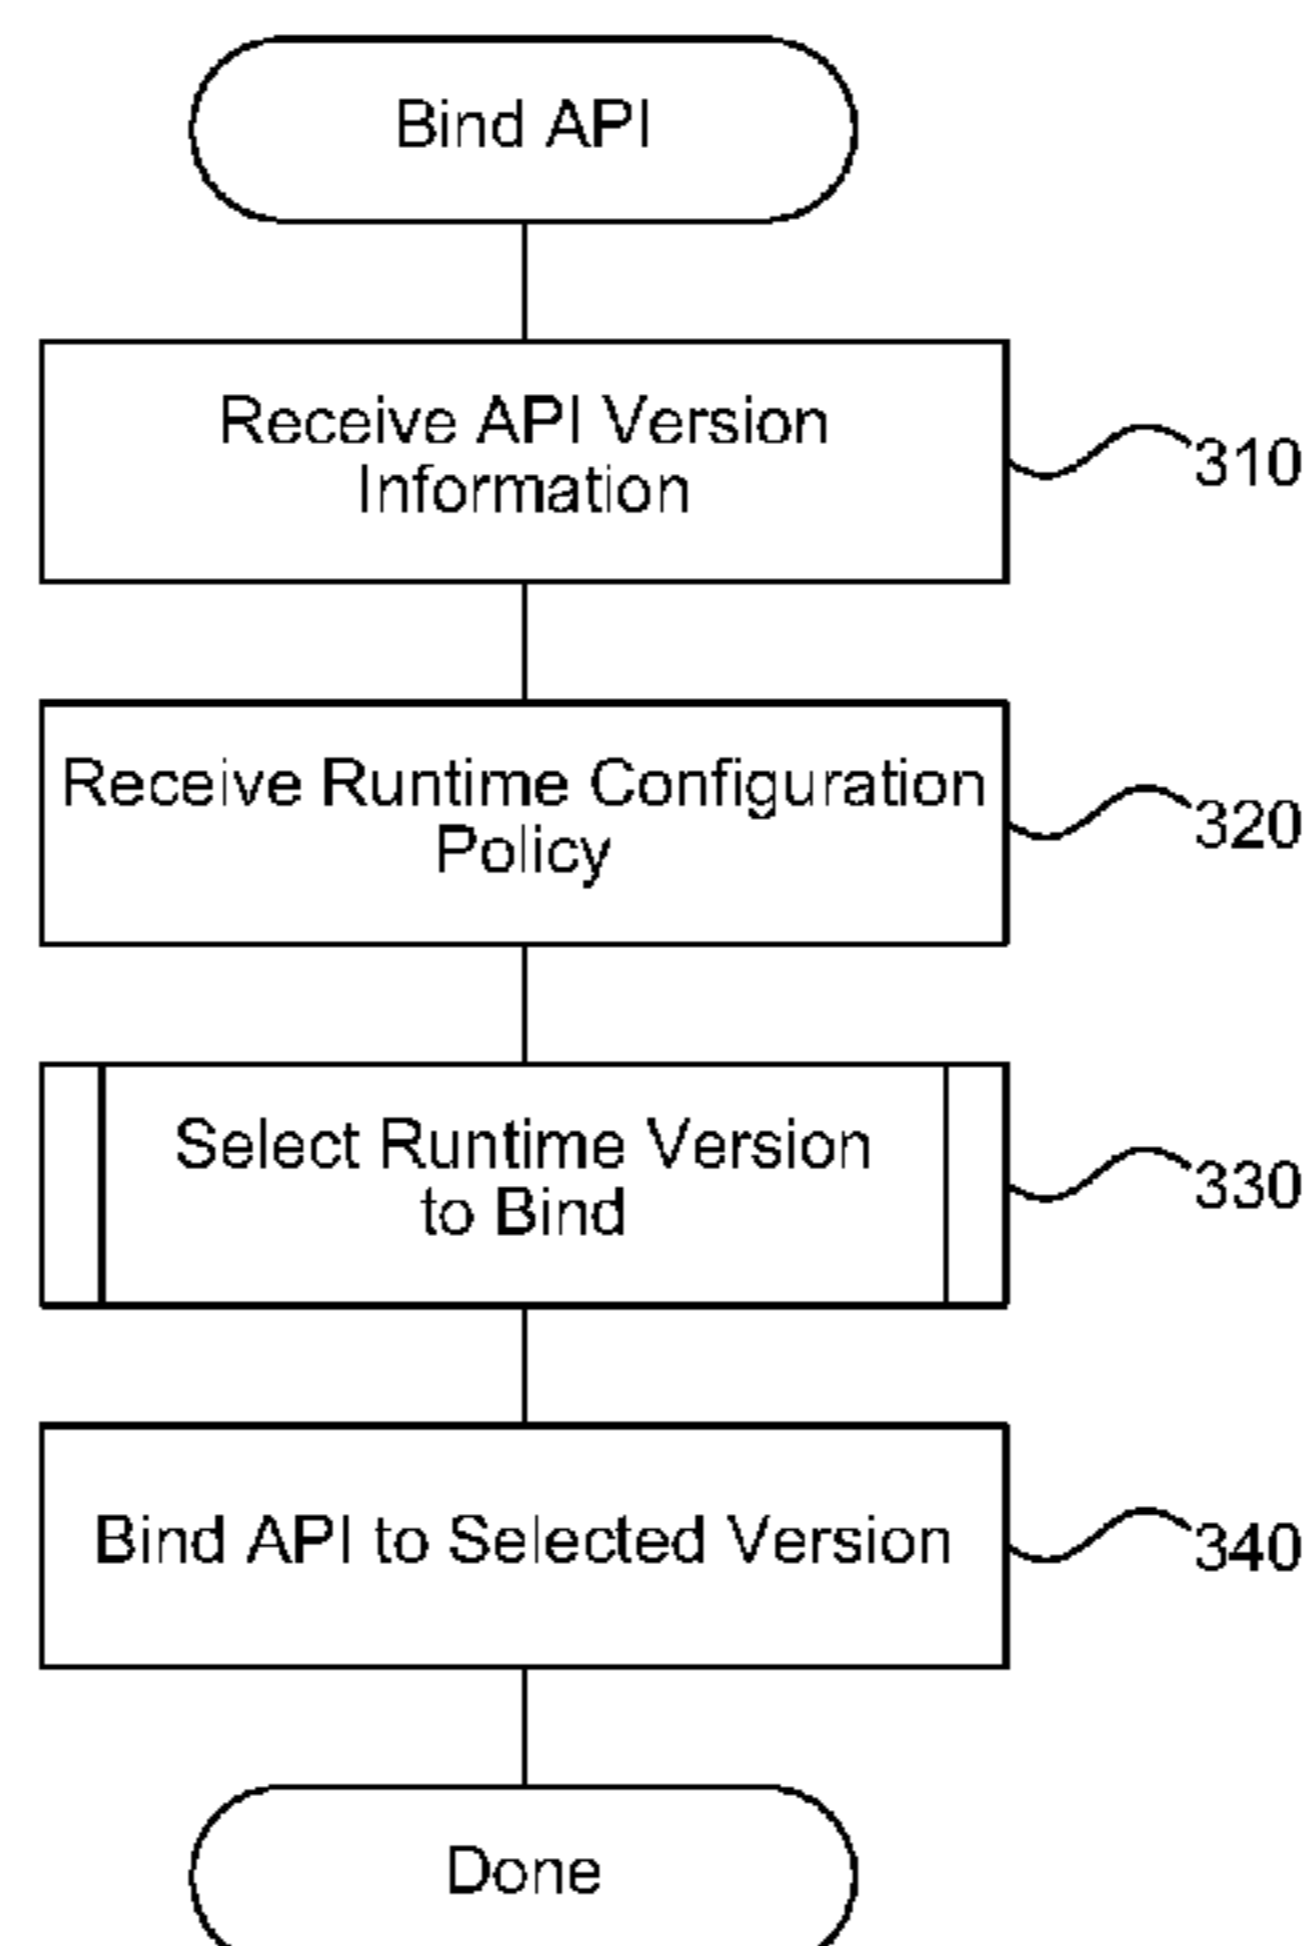 Bind API
Receive API Version
Information
310
Receive Runtime Configuration
Policy
320
Select Runtime Version
to Bind
330
Bind API to Selected Version
340
Done